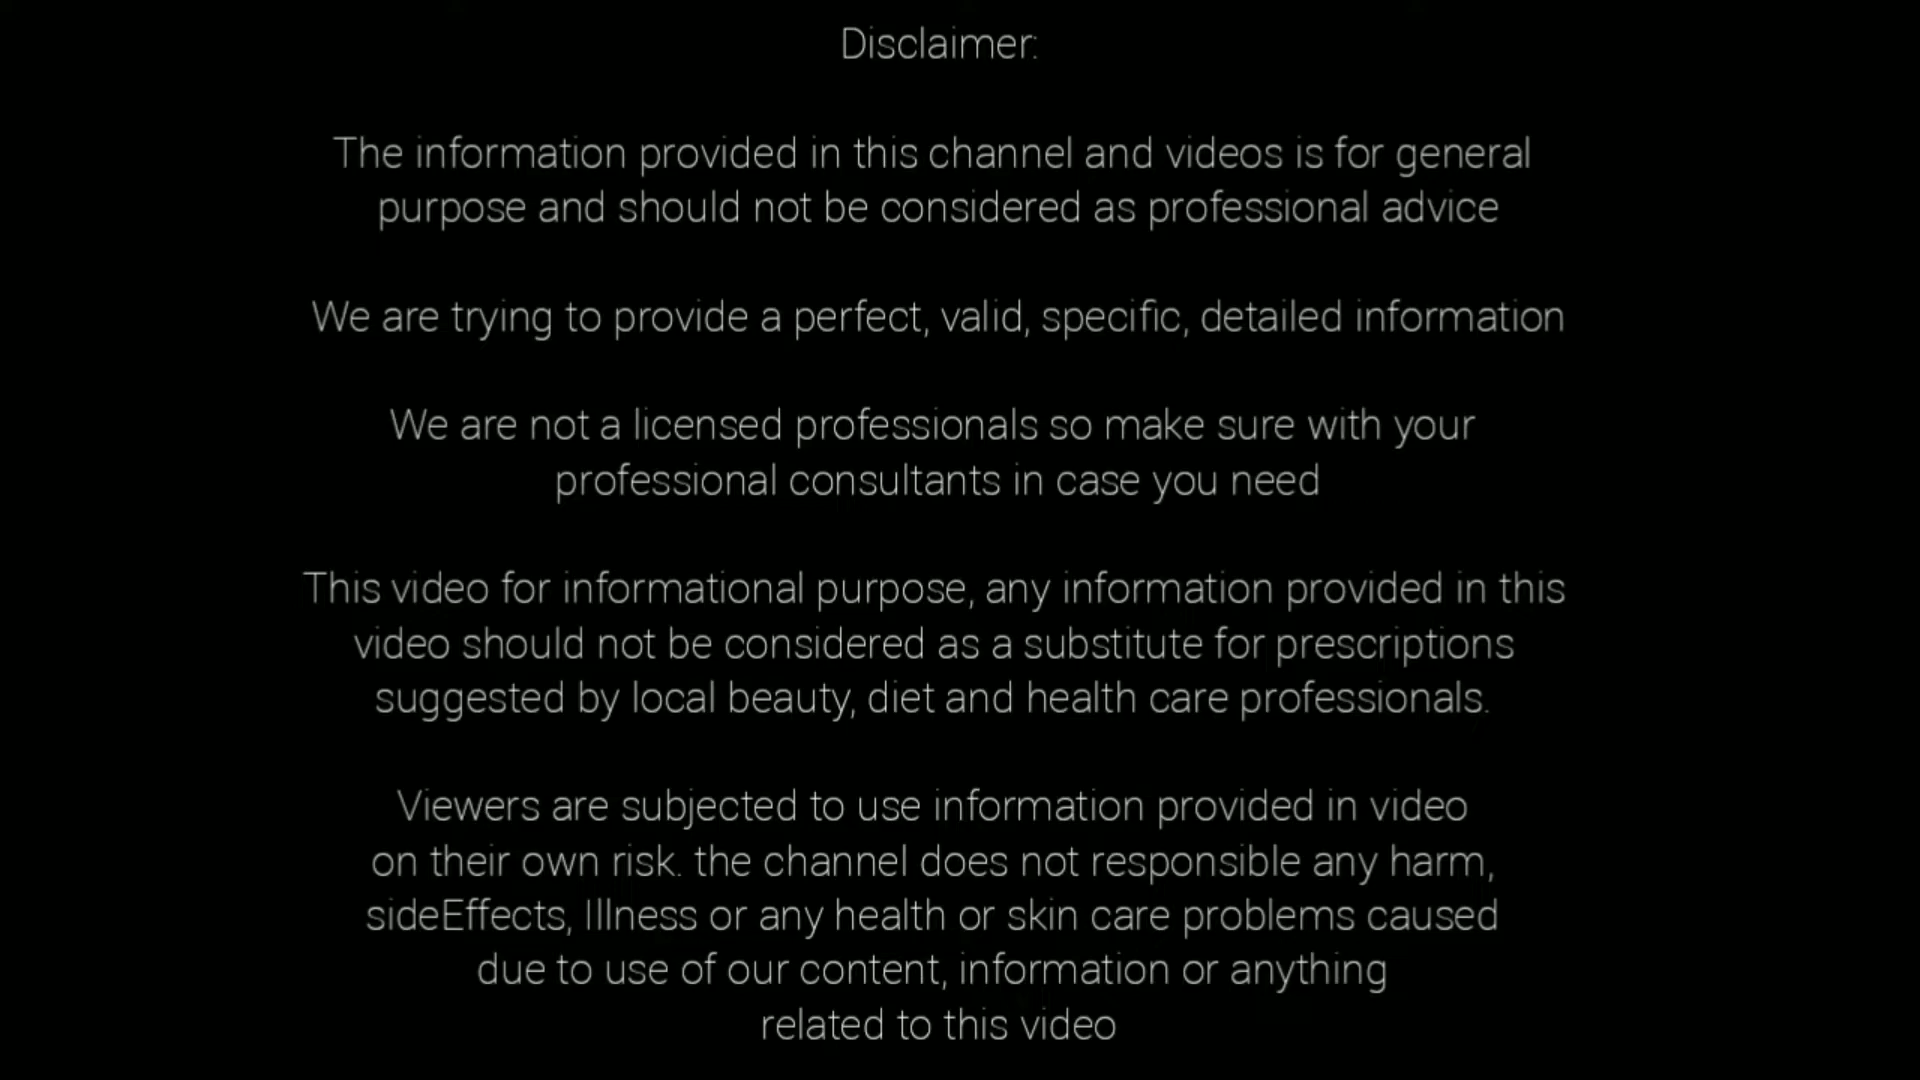 Disclaimer:
The information provided in this channel and videos is for general
purpose and should not be considered as professional advice
We are trying to provide a perfect, valid, specific, detailed information
We are not a licensed professionals so make sure with your
professional consultants in case you need
This video for informational purpose, any information provided in this
video should not be considered as a substitute for prescriptions
suggested by local beauty, diet and health care professionals.
Viewers are subjected to use information provided in video
on their own risk. the channel does not responsible any harm,
sideEffects, Illness or any health or skin care problems caused
due to use of our content, information or anything
related to this video